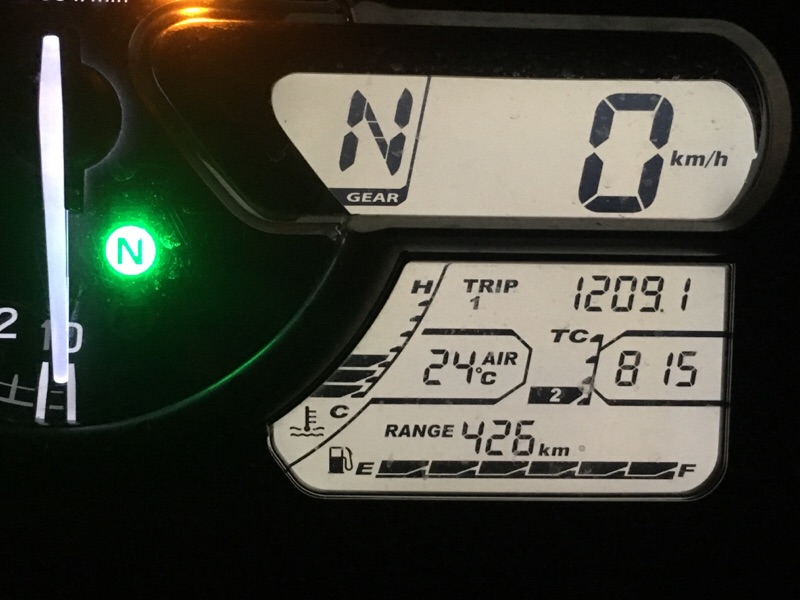 N
GEAR
0 km/h
N
H
TRIP 1
1209.1
TC
24°C AIR
2
8 15
C
RANGE 426 km
E
F
2
10